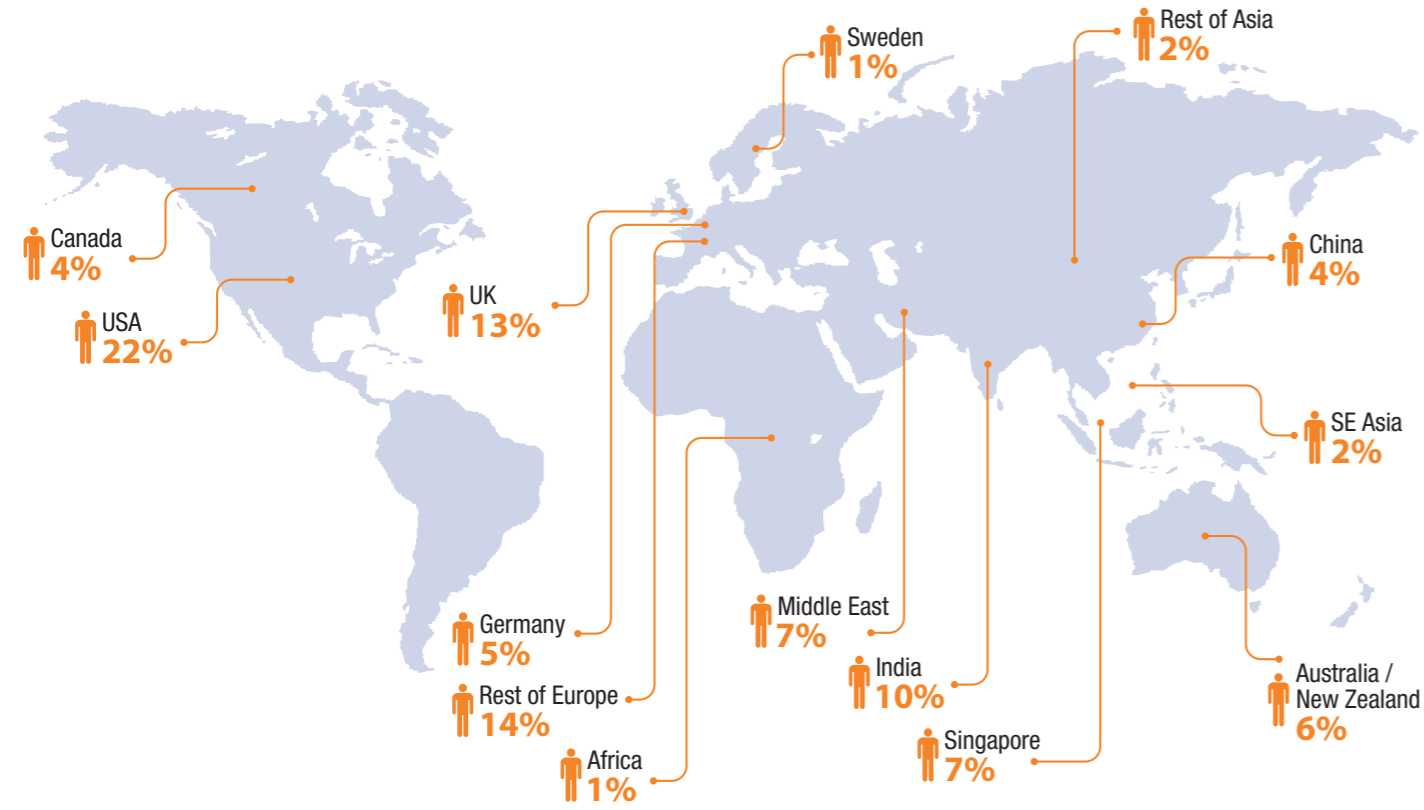 Sweden
1%
Rest of Asia
2%
Canada
4%
USA
22%
UK
13%
China
4%
SE Asia
2%
Germany
5%
Rest of Europe
14%
Africa
1%
Middle East
7%
India
10%
Singapore
7%
Australia /
New Zealand
6%